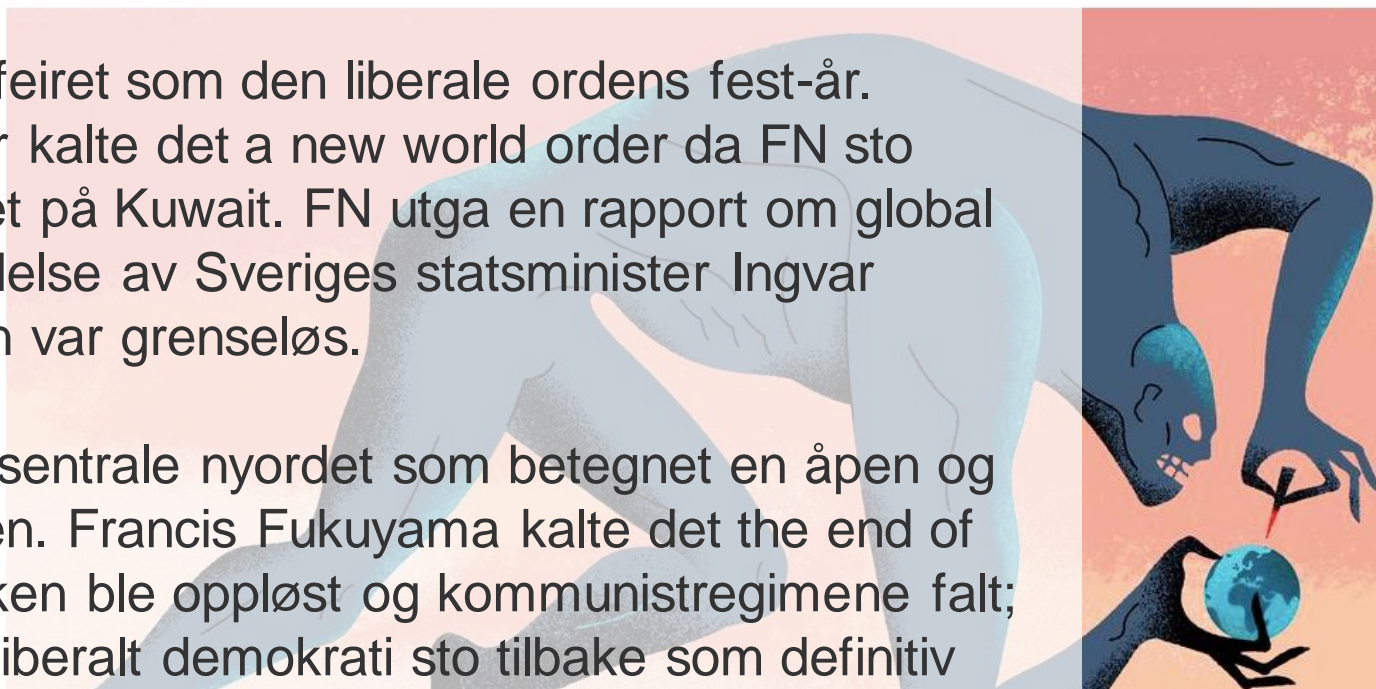 feiret som den liberale ordens fest-år.
kalte det a new world order da FN sto
et på Kuwait. FN utga en rapport om global
delse av Sveriges statsminister Ingvar
var grenseløs.
sentrale nyordet som betegnet en åpen og
en. Francis Fukuyama kalte det the end of
ken ble oppløst og kommunistregimene falt;
liberalt demokrati sto tilbake som definitiv